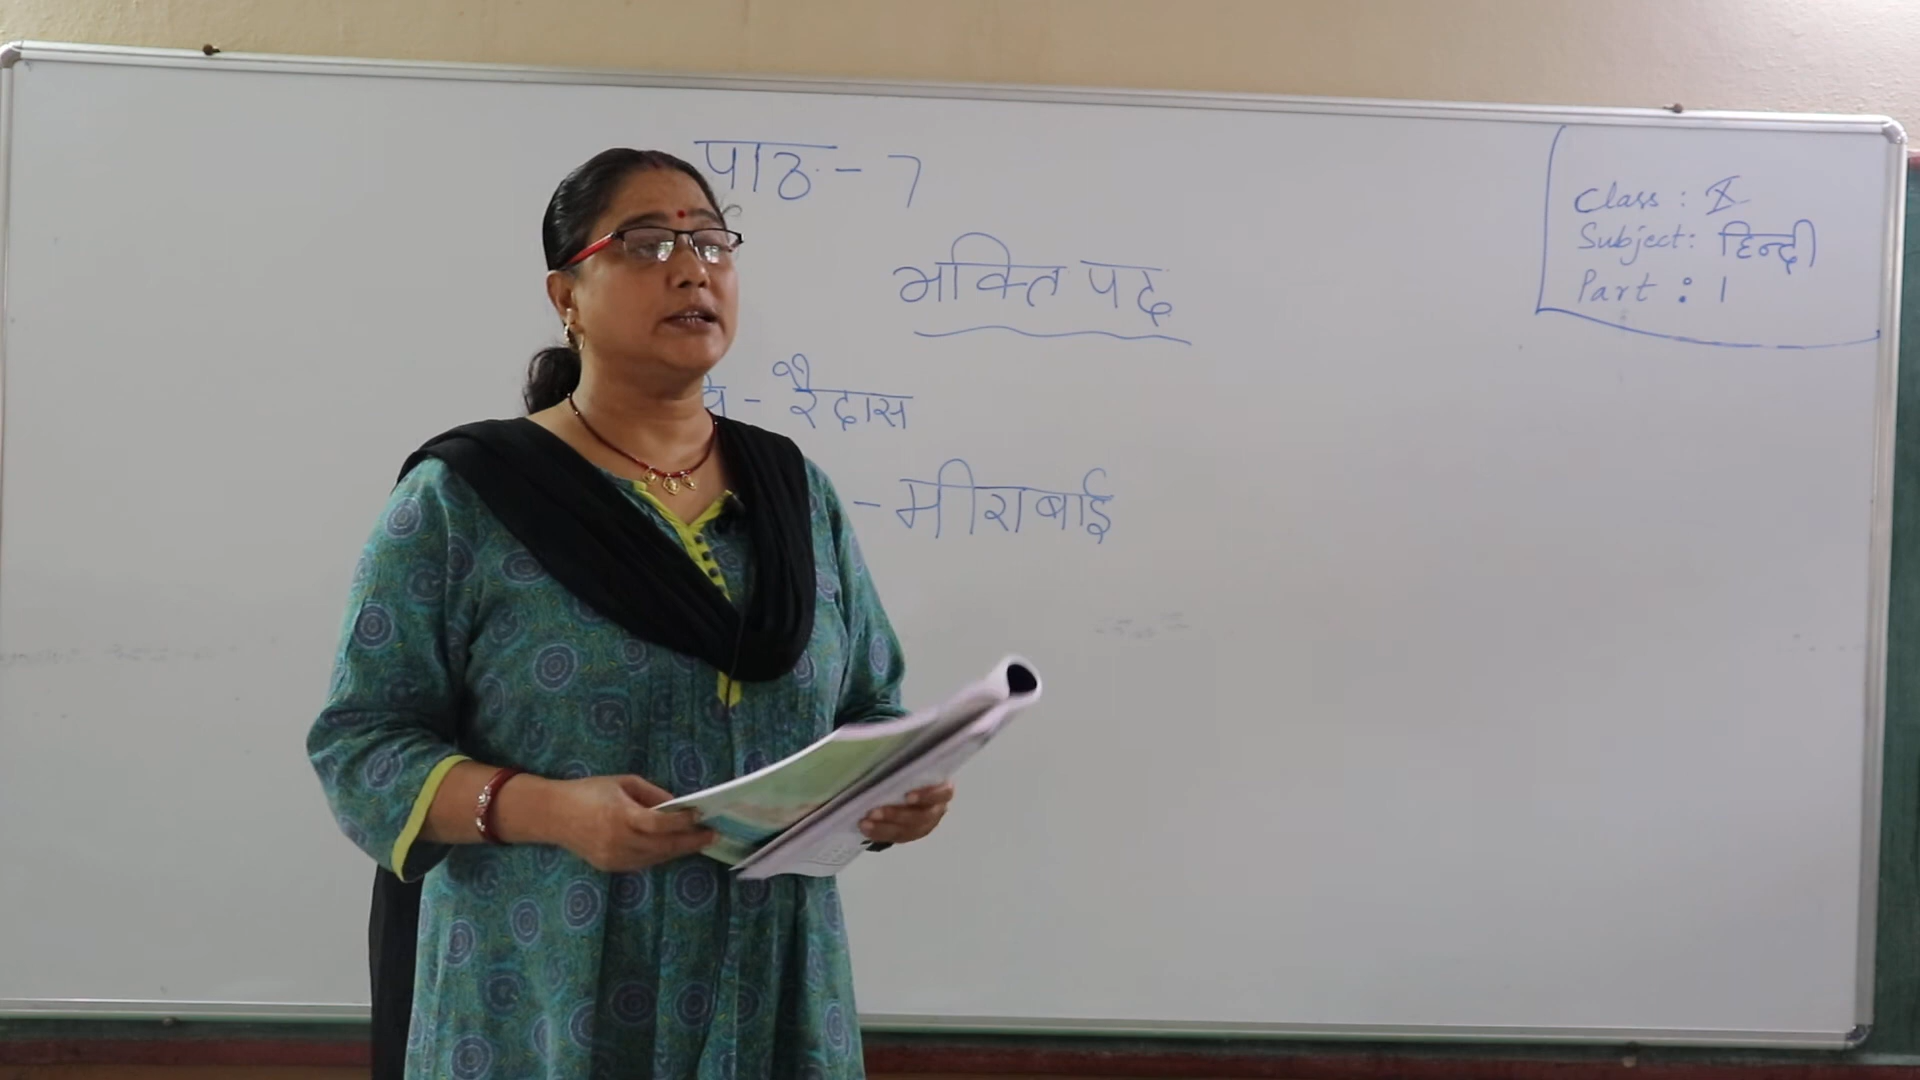 पाठ - 7
भक्ति पद
वि - रैदास
- मीराबाई
Class : X
Subject: हिन्दी
Part : 1